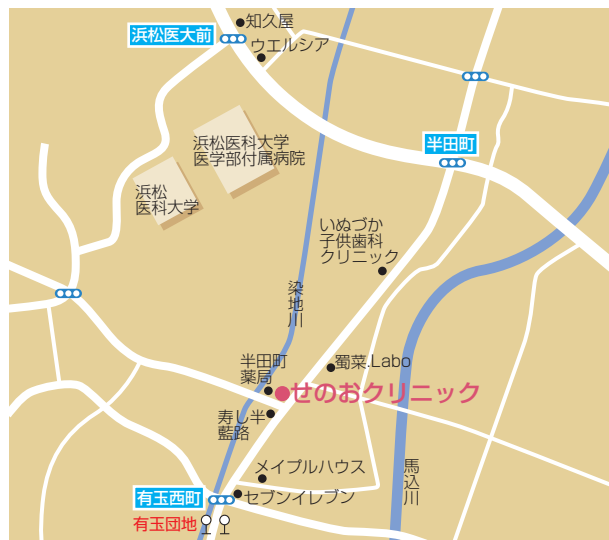 知久屋
浜松医大前
ウエルシア
浜松医科大学
医学部付属病院
半田町
浜松
医科大学
いぬづか
子供歯科
クリニック
染地川
半田町
薬局
蜀菜.Labo
せのおクリニック
寿し半
藍路
メイプルハウス
馬込川
有玉西町
セブンイレブン
有玉団地